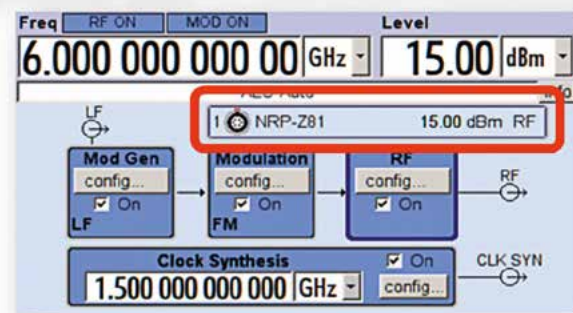 Freq RF ON MOD ON Level
6.000 000 000 00 GHz 15.00 dBm
Info
1 NRP-Z81 15.00 dBm RF
LF
Mod Gen Modulation RF
config... config... config... RF
On On On
LF FM
Clock Synthesis On CLK SYN
1.500 000 000 000 GHz config...